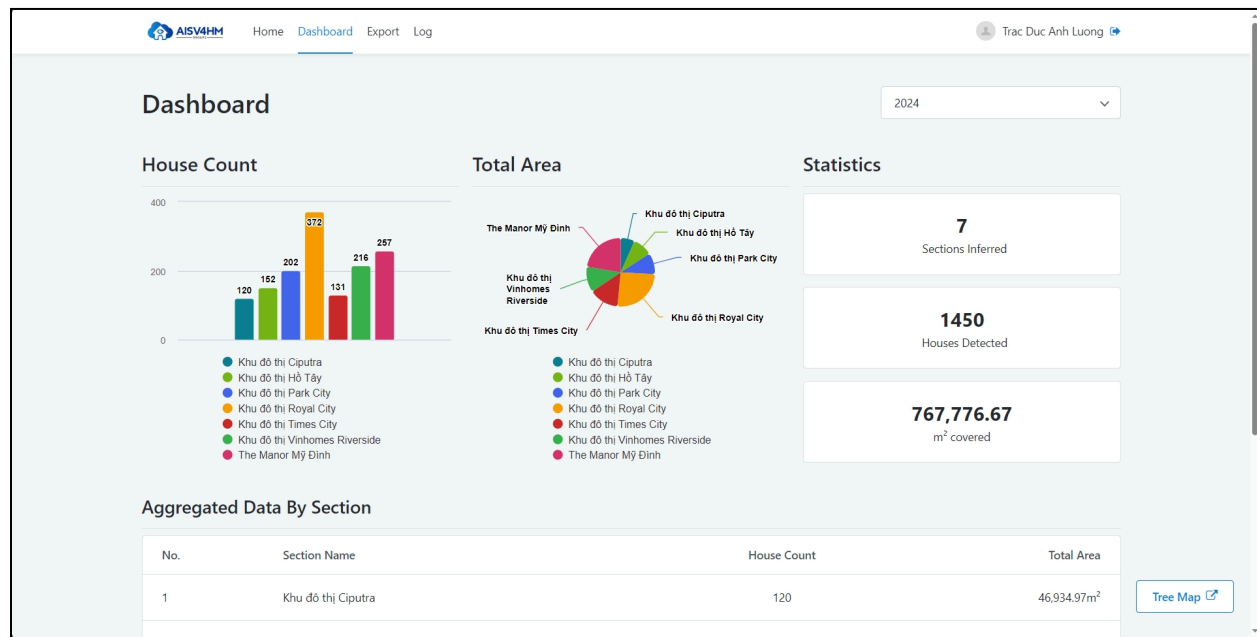 AISV4HM
Home Dashboard Export Log
Trac Duc Anh Luong
Dashboard
2024
House Count
400
200
0
120
152
202
372
131
216
257
Khu đô thị Ciputra
Khu đô thị Hồ Tây
Khu đô thị Park City
Khu đô thị Royal City
Khu đô thị Times City
Khu đô thị Vinhomes Riverside
The Manor Mỹ Đình
Total Area
Khu đô thị Ciputra
The Manor Mỹ Đình
Khu đô thị Hồ Tây
Khu đô thị Park City
Khu đô thị
Vinhomes
Riverside
Khu đô thị Royal City
Khu đô thị Times City
Khu đô thị Ciputra
Khu đô thị Hồ Tây
Khu đô thị Park City
Khu đô thị Royal City
Khu đô thị Times City
Khu đô thị Vinhomes Riverside
The Manor Mỹ Đình
Statistics
7
Sections Inferred
1450
Houses Detected
767,776.67
m² covered
Aggregated Data By Section
No. Section Name House Count Total Area
1 Khu đô thị Ciputra 120 46,934.97m²
Tree Map